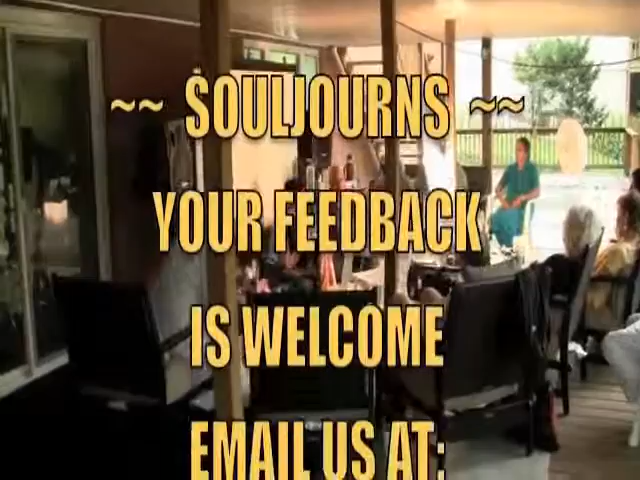 ~~ SOULJOURNS ~~
YOUR FEEDBACK
IS WELCOME
EMAIL US AT: